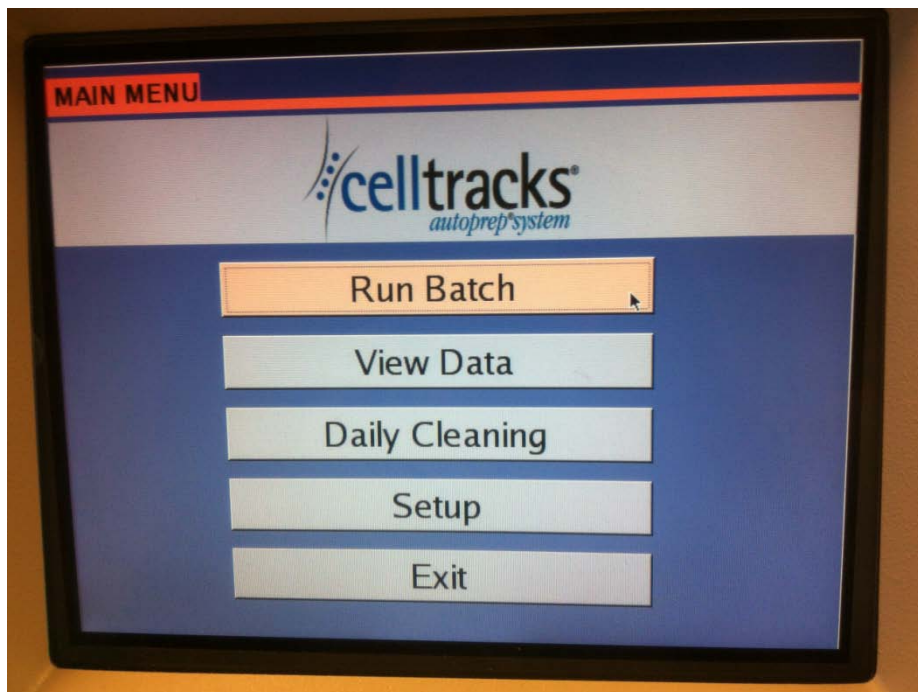 MAIN MENU
celltracks®
autoprep®system
Run Batch
View Data
Daily Cleaning
Setup
Exit